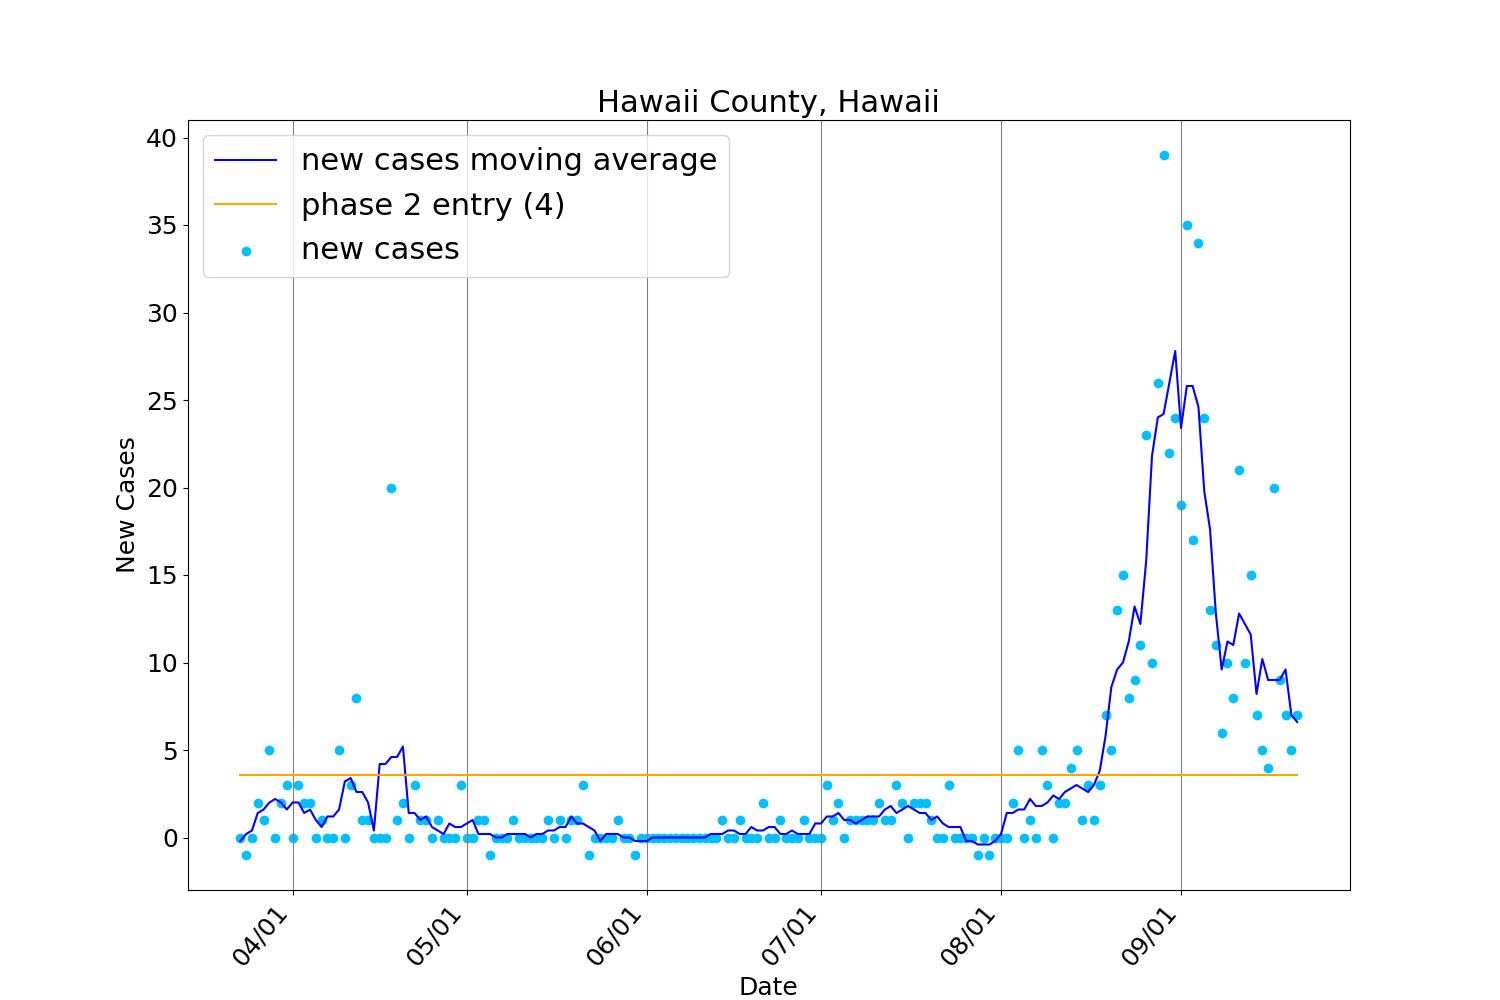 Hawaii County, Hawaii
new cases moving average
phase 2 entry (4)
new cases
New Cases
40
35
30
25
20
15
10
5
0
04/01
05/01
06/01
07/01
08/01
09/01
Date